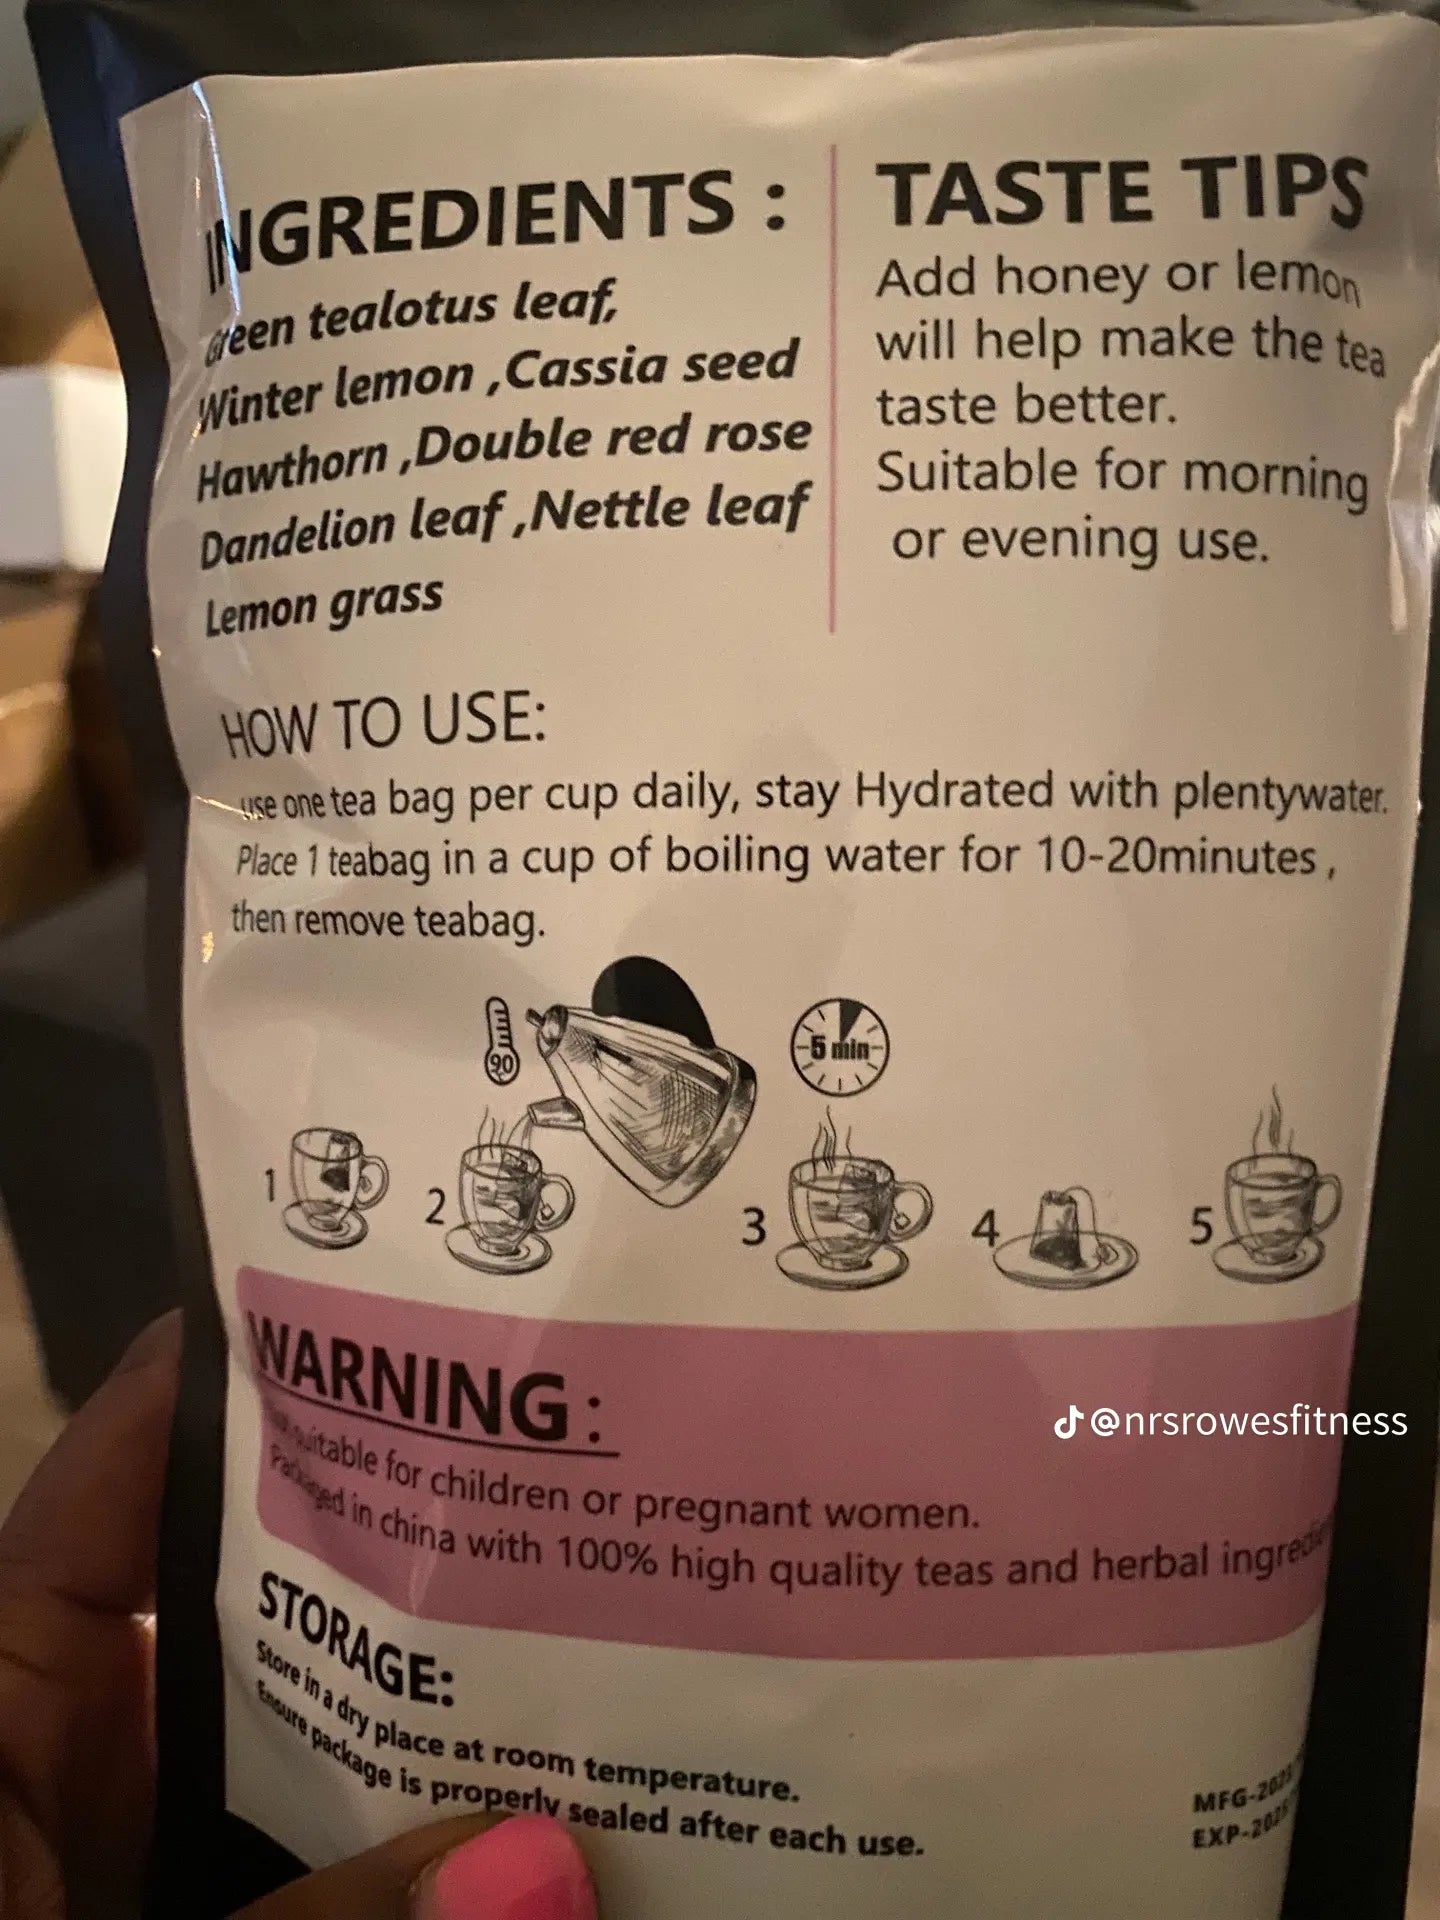 INGREDIENTS :
Green tealotus leaf,
Winter lemon ,Cassia seed
Hawthorn ,Double red rose
Dandelion leaf ,Nettle leaf
Lemon grass
TASTE TIPS
Add honey or lemon
will help make the tea
taste better.
Suitable for morning
or evening use.
HOW TO USE:
use one tea bag per cup daily, stay Hydrated with plentywater.
Place 1 teabag in a cup of boiling water for 10-20minutes ,
then remove teabag.
90
5 min
1
2
3
4
5
WARNING :
suitable for children or pregnant women.
Packaged in china with 100% high quality teas and herbal
@nrsrowesfitness
STORAGE:
Store in a dry place at room temperature.
Ensure package is properly sealed after each use.